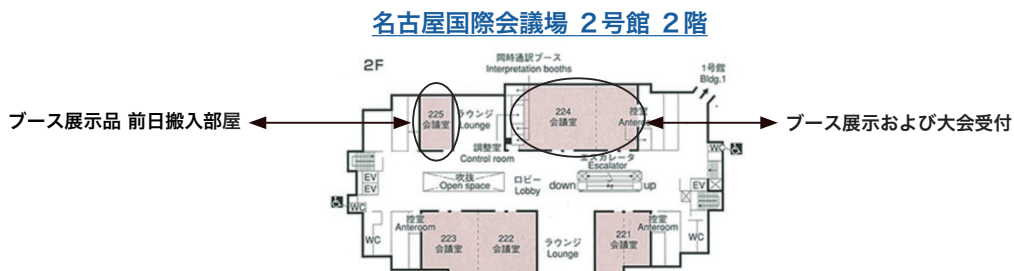 名古屋国際会議場 2号館 2階
2F
同時通訳ブース
Interpretation booths
1号館
Bldg.1
ブース展示品 前日搬入部屋
225
会議室
ラウンジ
Lounge
224
会議室
控室
Anteroom
ブース展示および大会受付
調整室
Control room
WC
エスカレータ
Escalator
EV
EV
吹抜
Open space
ロビー
Lobby
down
up
EV
WC
控室
Anteroom
WC
223
会議室
222
会議室
ラウンジ
Lounge
221
会議室
控室
Anteroom
WC